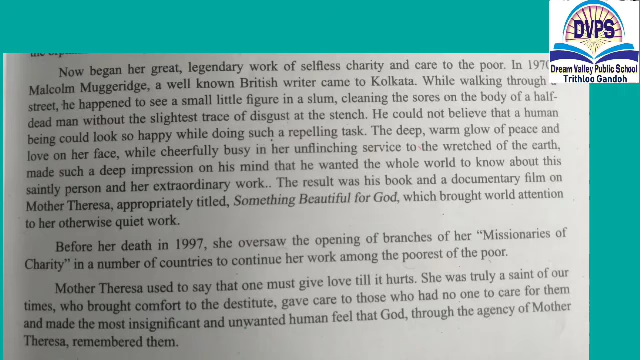 Now began her great, legendary work of selfless charity and care to the poor. In 1970
Malcolm Muggeridge, a well known British writer came to Kolkata. While walking through a
street, he happened to see a small little figure in a slum, cleaning the sores on the body of a half-
dead man without the slightest trace of disgust at the stench. He could not believe that a human
being could look so happy while doing such a repelling task. The deep, warm glow of peace and
love on her face, while cheerfully busy in her unflinching service to the wretched of the earth,
made such a deep impression on his mind that he wanted the whole world to know about this
saintly person and her extraordinary work.. The result was his book and a documentary film on
Mother Theresa, appropriately titled, Something Beautiful for God, which brought world attention
to her otherwise quiet work.
Before her death in 1997, she oversaw the opening of branches of her “Missionaries of
Charity” in a number of countries to continue her work among the poorest of the poor.
Mother Theresa used to say that one must give love till it hurts. She was truly a saint of our
times, who brought comfort to the destitute, gave care to those who had no one to care for them
and made the most insignificant and unwanted human feel that God, through the agency of Mother
Theresa, remembered them.
DVPS
Dream Valley Public School
Trithloo Gandoh